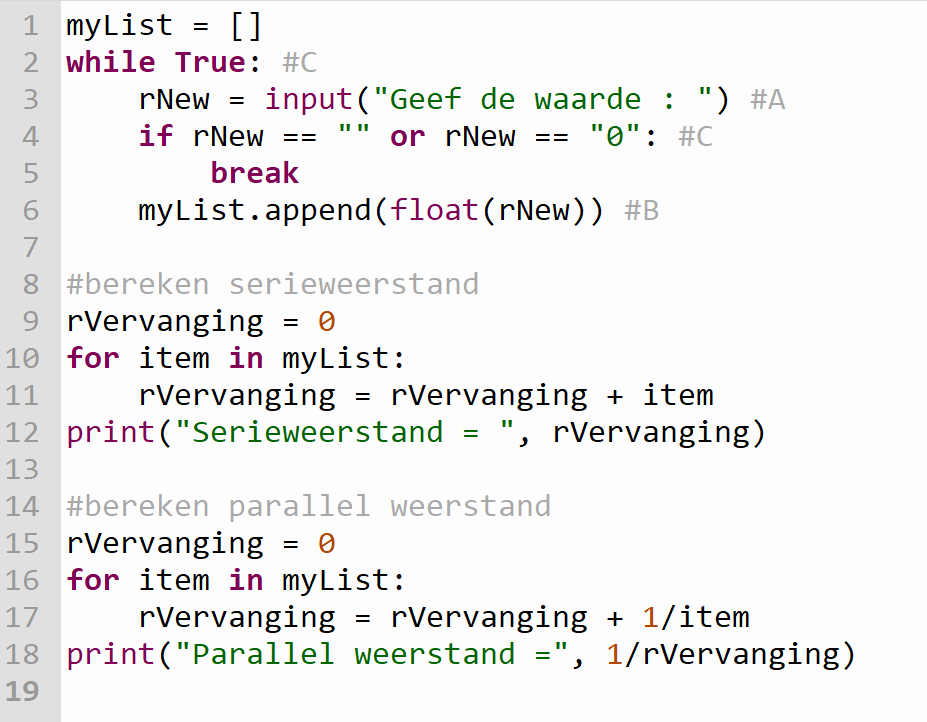 1 myList = []
2 while True: #C
3     rNew = input("Geef de waarde : ") #A
4     if rNew == "" or rNew == "0": #C
5         break
6     myList.append(float(rNew)) #B
7
8 #bereken serieweerstand
9 rVervanging = 0
10 for item in myList:
11     rVervanging = rVervanging + item
12 print("Serieweerstand = ", rVervanging)
13
14 #bereken parallel weerstand
15 rVervanging = 0
16 for item in myList:
17     rVervanging = rVervanging + 1/item
18 print("Parallel weerstand =", 1/rVervanging)
19